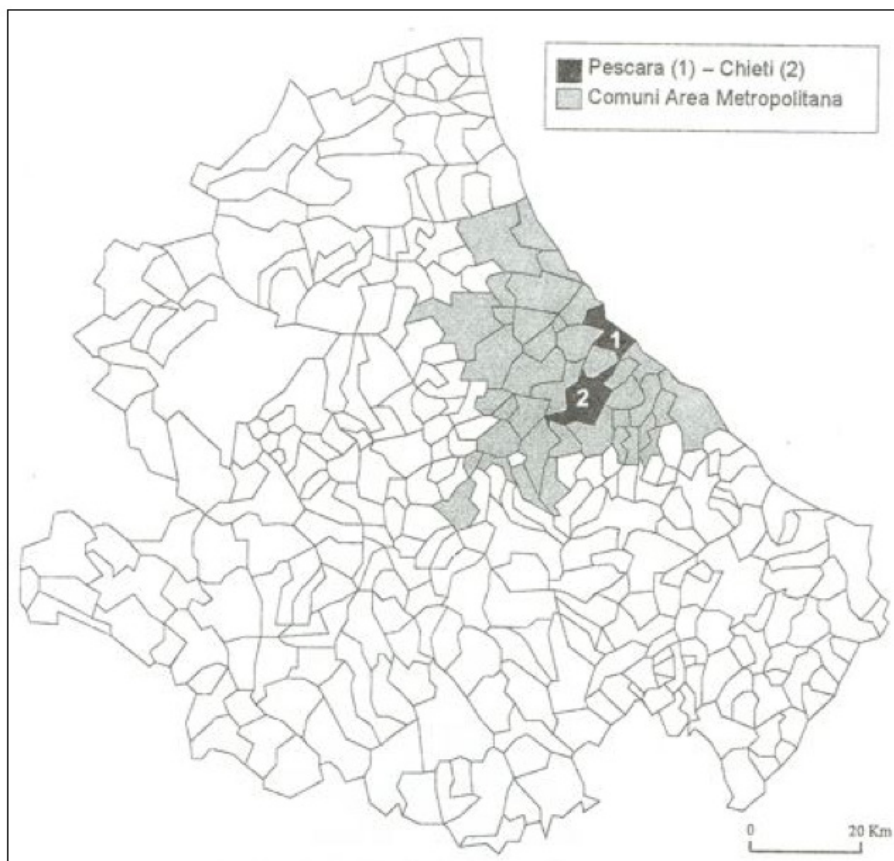 Pescara (1) – Chieti (2)
Comuni Area Metropolitana
1
2
0 20 Km